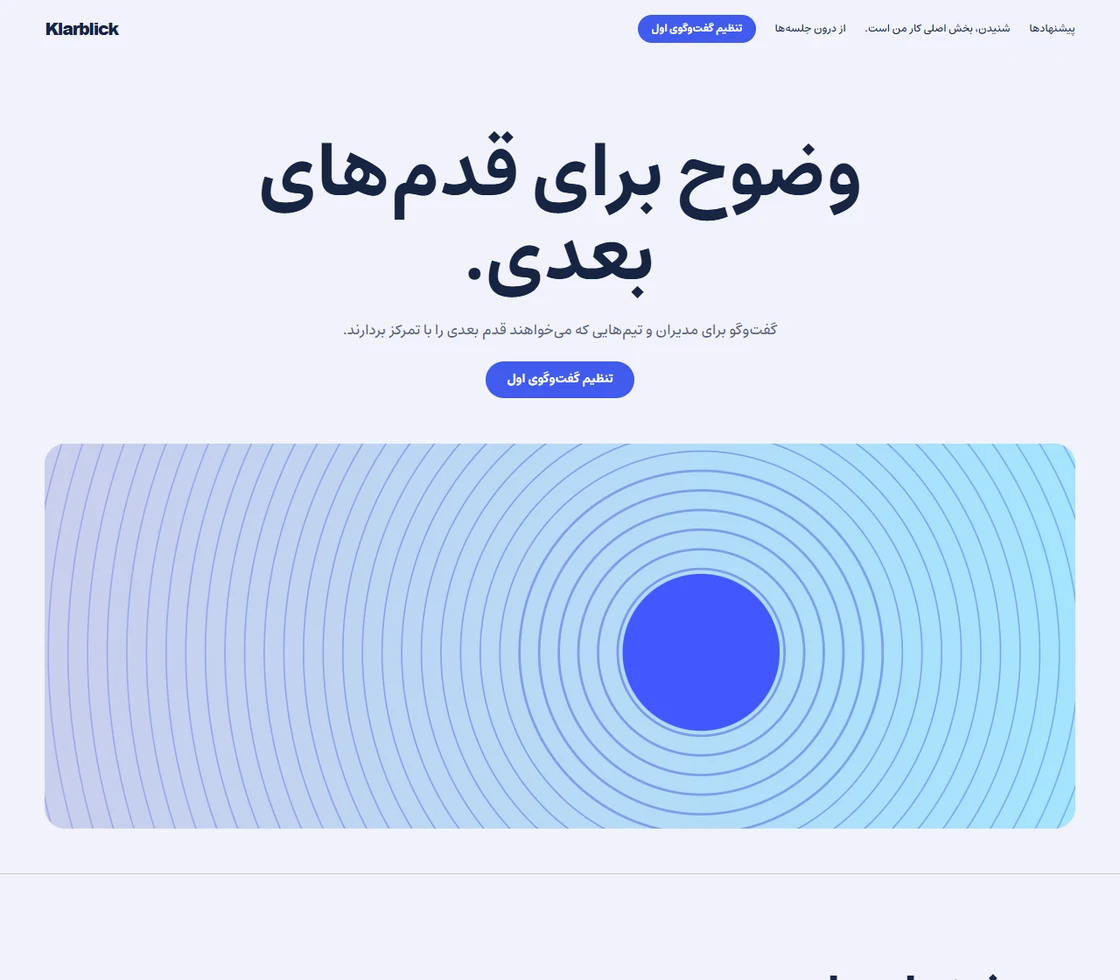 پیشنهادها
شنیدن، بخش اصلی کار من است.
از درون جلسه‌ها
تنظیم گفت‌وگوی اول
Klarblick
وضوح برای قدم‌های
بعدی.
گفت‌وگو برای مدیران و تیم‌هایی که می‌خواهند قدم بعدی را با تمرکز بردارند.
تنظیم گفت‌وگوی اول